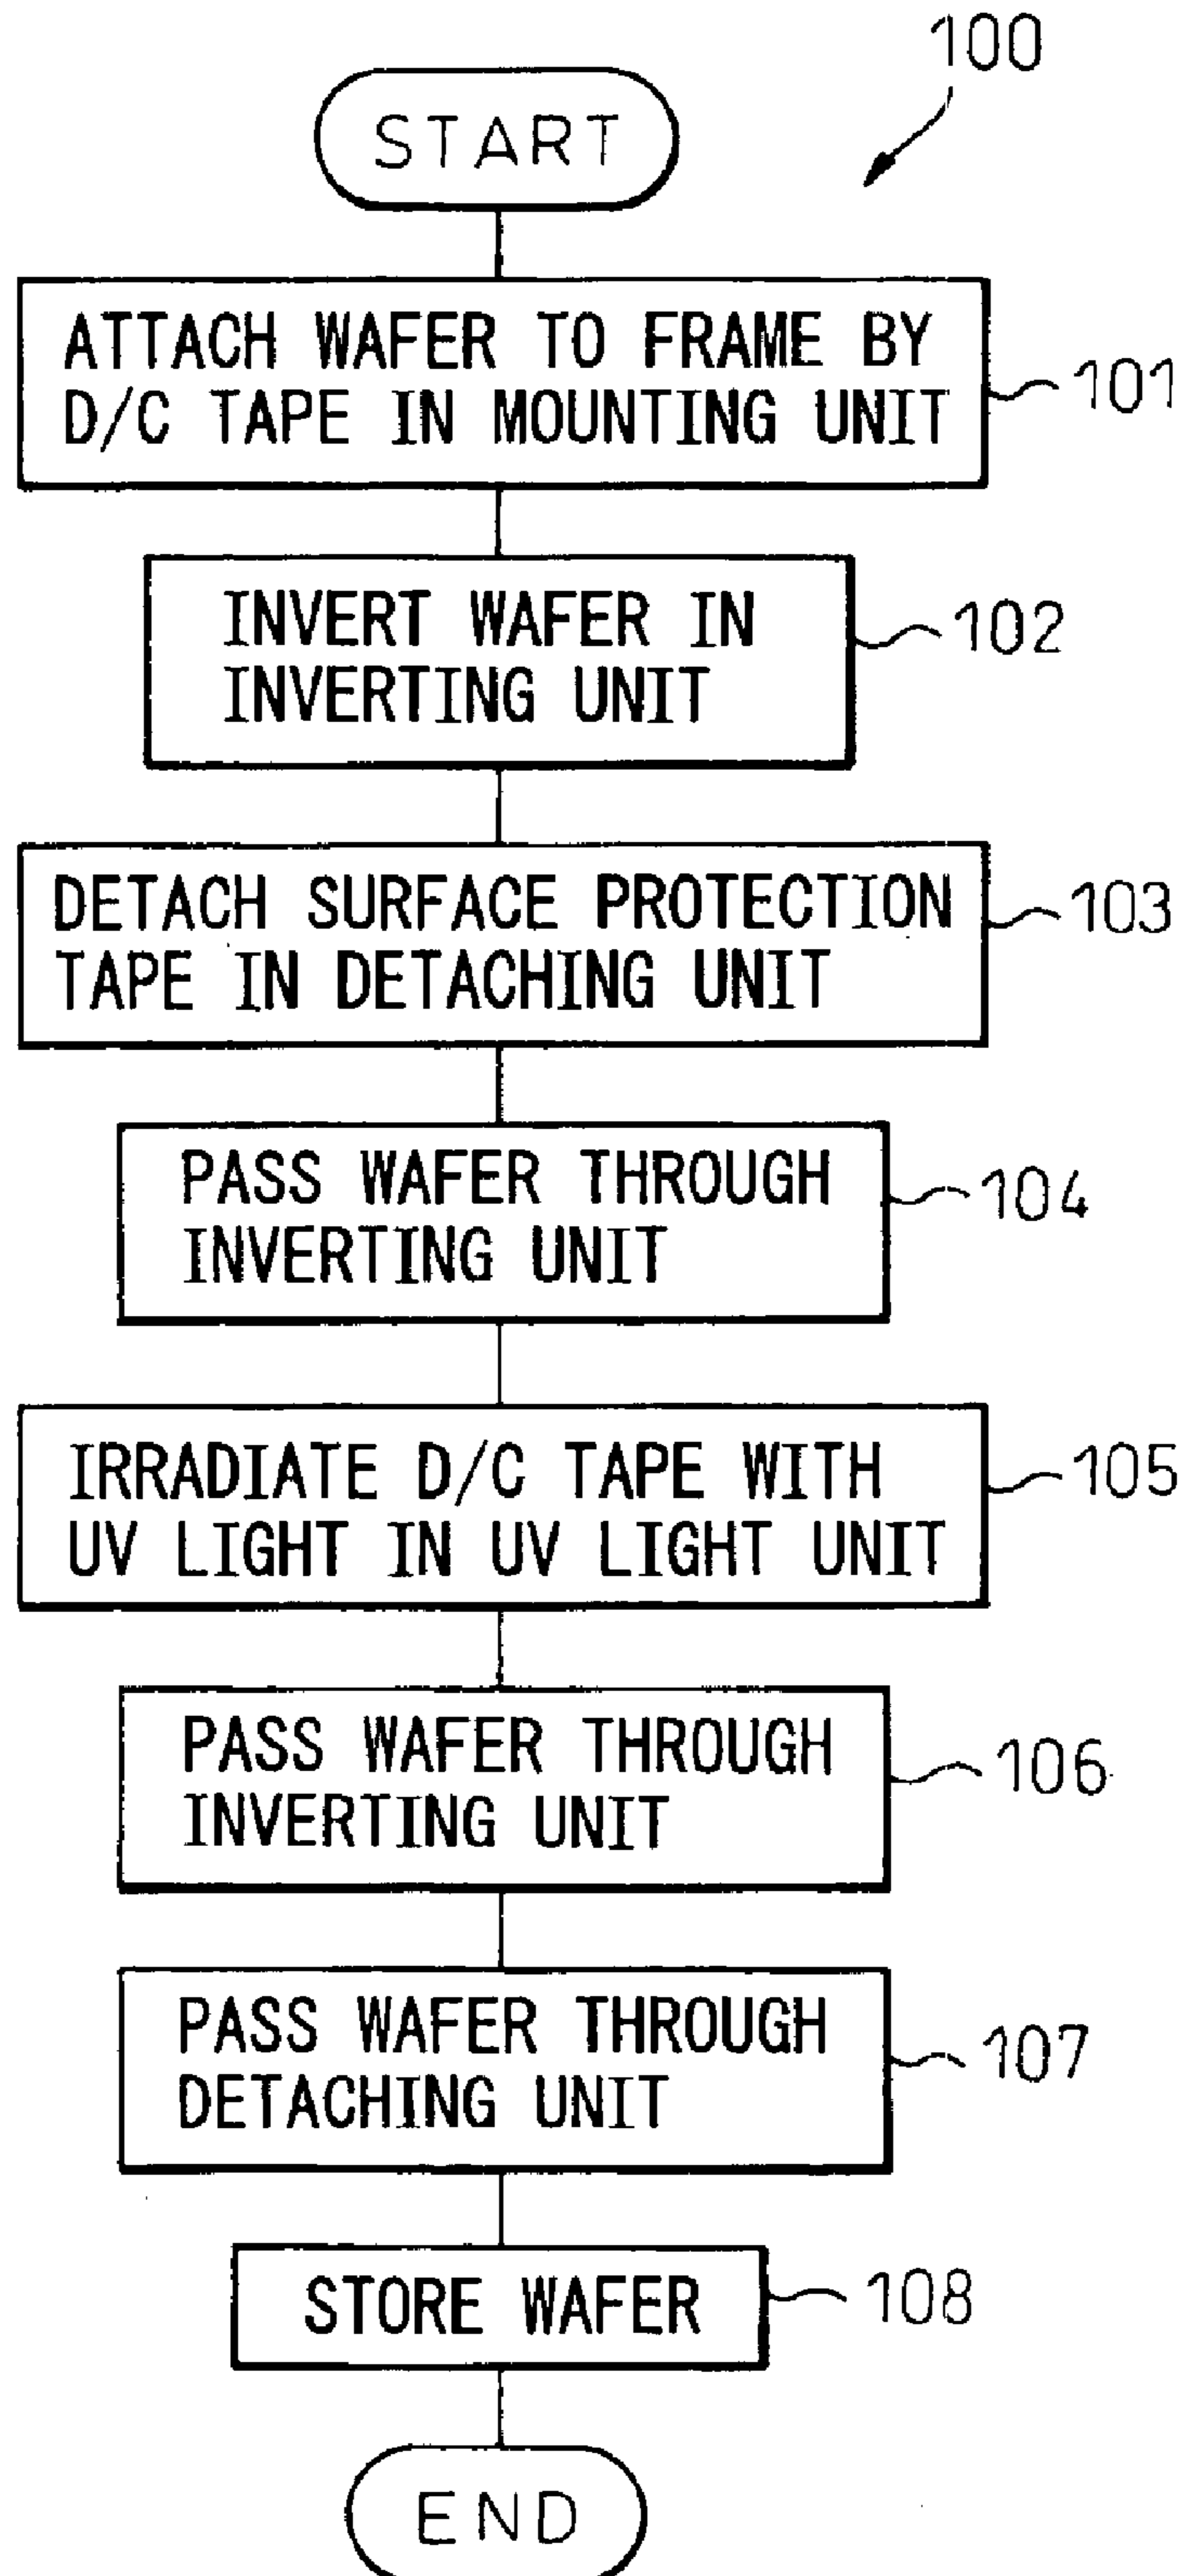 100
START
ATTACH WAFER TO FRAME BY
D/C TAPE IN MOUNTING UNIT
101
INVERT WAFER IN
INVERTING UNIT
102
DETACH SURFACE PROTECTION
TAPE IN DETACHING UNIT
103
PASS WAFER THROUGH
INVERTING UNIT
104
IRRADIATE D/C TAPE WITH
UV LIGHT IN UV LIGHT UNIT
105
PASS WAFER THROUGH
INVERTING UNIT
106
PASS WAFER THROUGH
DETACHING UNIT
107
STORE WAFER
108
END